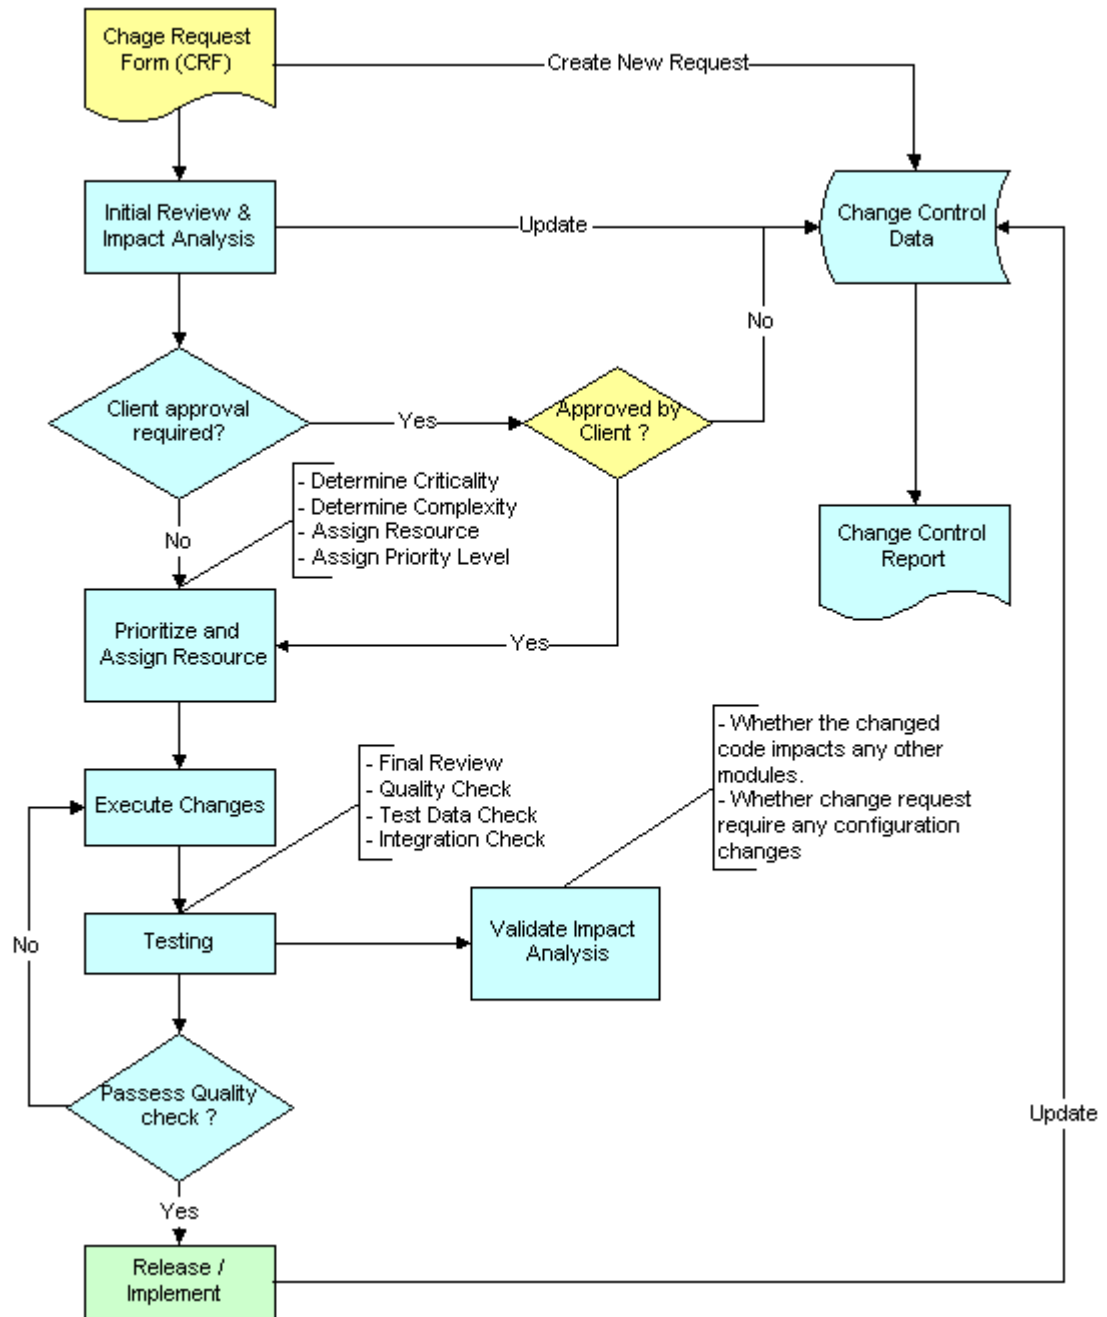 Chage Request
Form (CRF)
Create New Request
Initial Review &
Impact Analysis
Update
Change Control
Data
No
Client approval
required?
Yes
Approved by
Client ?
- Determine Criticality
- Determine Complexity
- Assign Resource
- Assign Priority Level
No
Change Control
Report
Prioritize and
Assign Resource
Yes
- Whether the changed
code impacts any other
modules.
- Whether change request
require any configuration
changes
- Final Review
- Quality Check
- Test Data Check
- Integration Check
Execute Changes
No
Testing
Validate Impact
Analysis
Passess Quality
check ?
Update
Yes
Release /
Implement